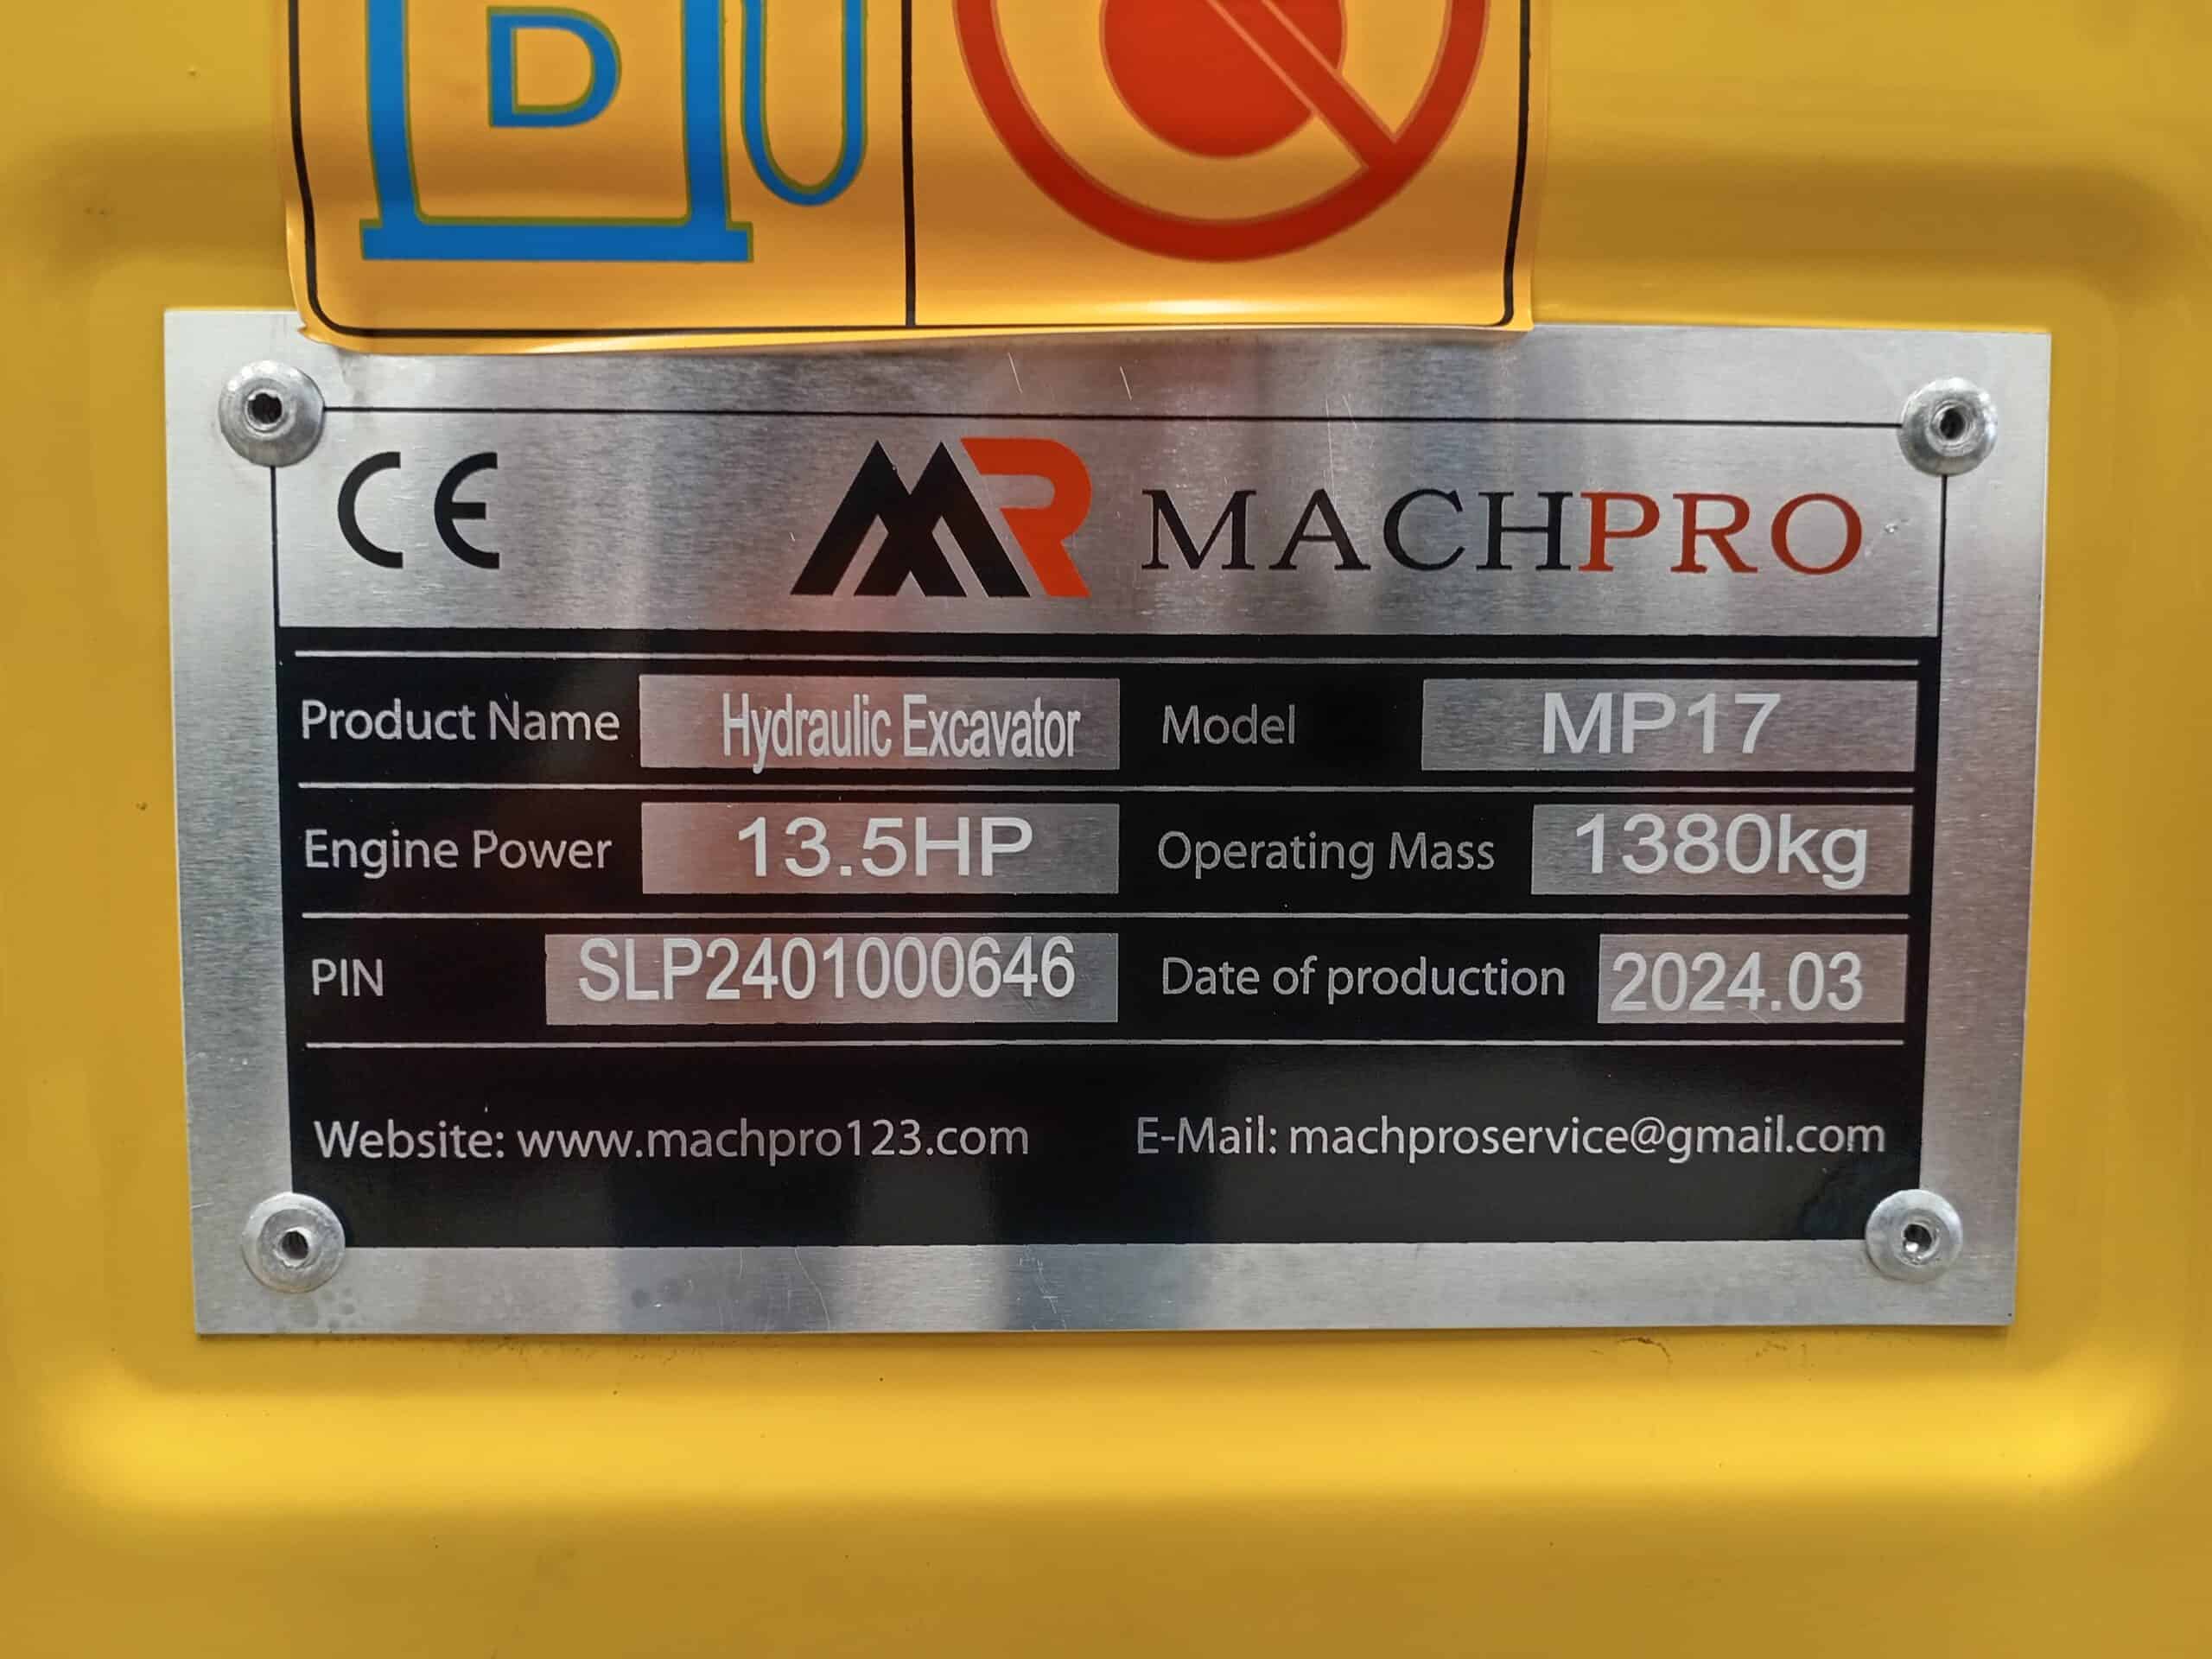 D
CE MR MACHPRO
Product Name Hydraulic Excavator Model MP17
Engine Power 13.5HP Operating Mass 1380kg
PIN SLP2401000646 Date of production 2024.03
Website: www.machpro123.com E-Mail: machproservice@gmail.com